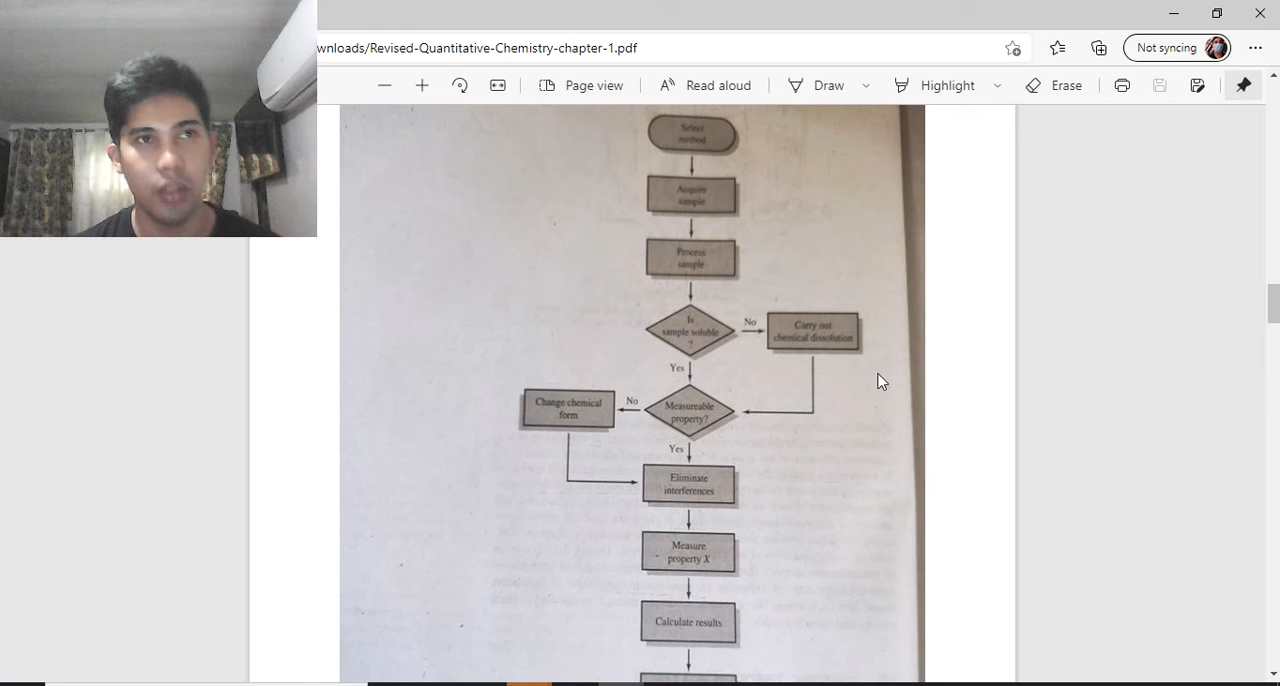 wnloads/Revised-Quantitative-Chemistry-chapter-1.pdf
Not syncing
Page view
Read aloud
Draw
Highlight
Erase
Select
method
Acquire
sample
Process
sample
Is
sample soluble
?
No
Carry out
chemical dissolution
Yes
Change chemical
form
No
Measureable
property?
Yes
Eliminate
interferences
Measure
property X
Calculate results